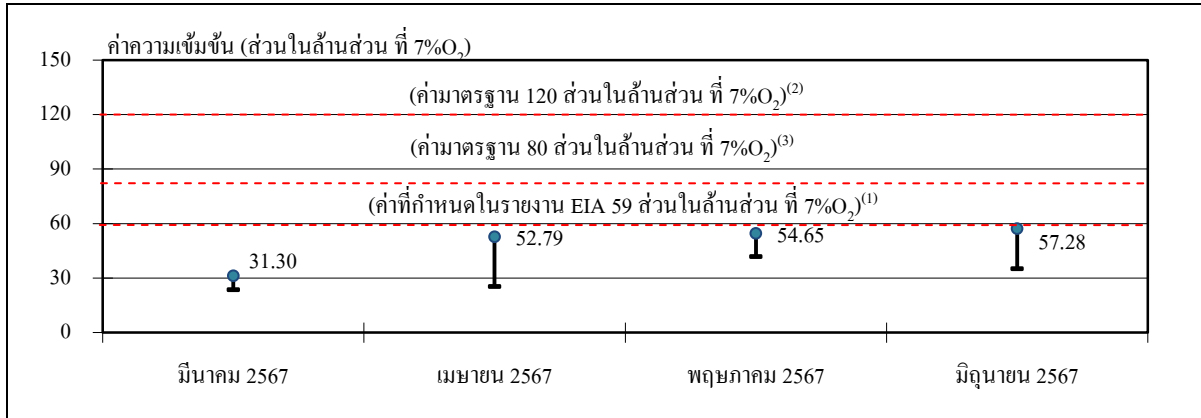 ค่าความเข้มข้น (ส่วนในล้านส่วน ที่ 7%O₂)
150
(ค่ามาตรฐาน 120 ส่วนในล้านส่วน ที่ 7%O₂)⁽²⁾
120
(ค่ามาตรฐาน 80 ส่วนในล้านส่วน ที่ 7%O₂)⁽³⁾
90
(ค่าที่กำหนดในรายงาน EIA 59 ส่วนในล้านส่วน ที่ 7%O₂)⁽¹⁾
60
31.30 52.79 54.65 57.28
30
0
มีนาคม 2567 เมษายน 2567 พฤษภาคม 2567 มิถุนายน 2567